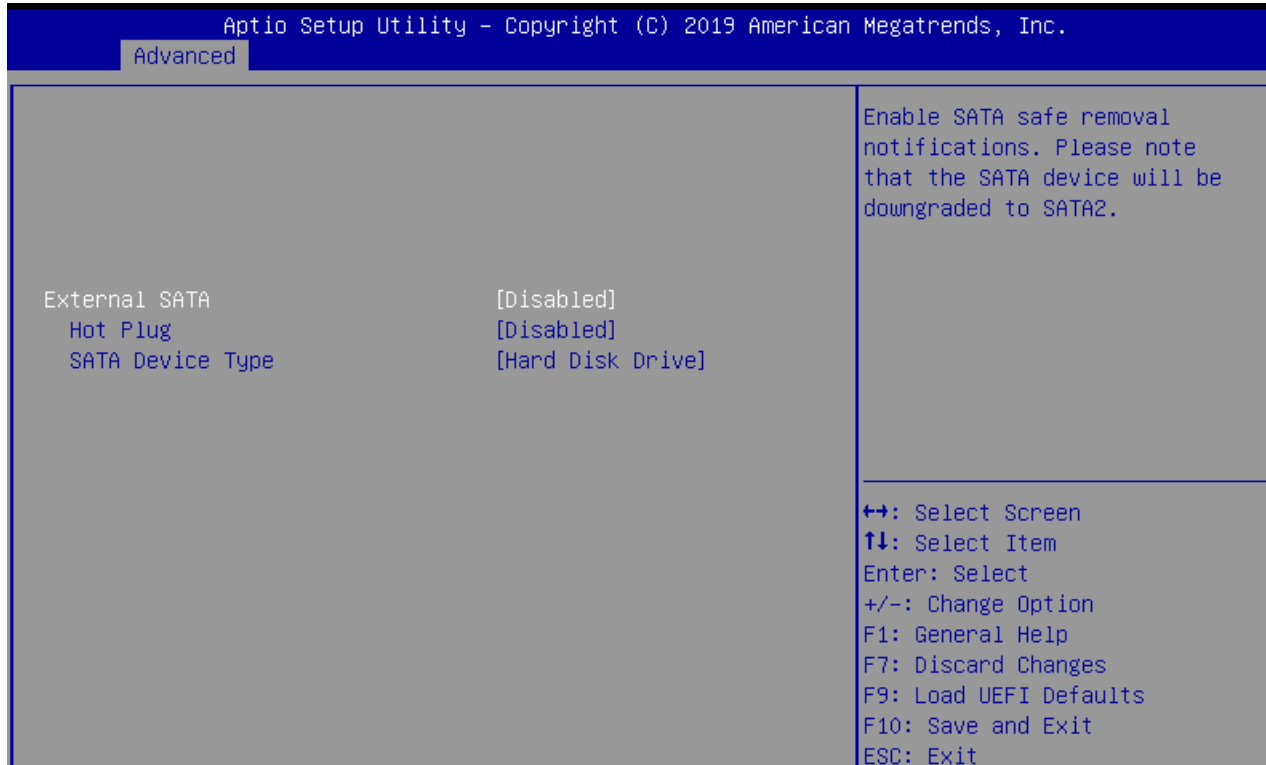 Aptio Setup Utility – Copyright (C) 2019 American Megatrends, Inc.
Advanced
External SATA [Disabled]
Hot Plug [Disabled]
SATA Device Type [Hard Disk Drive]
Enable SATA safe removal
notifications. Please note
that the SATA device will be
downgraded to SATA2.
↔: Select Screen
↑↓: Select Item
Enter: Select
+/-: Change Option
F1: General Help
F7: Discard Changes
F9: Load UEFI Defaults
F10: Save and Exit
ESC: Exit